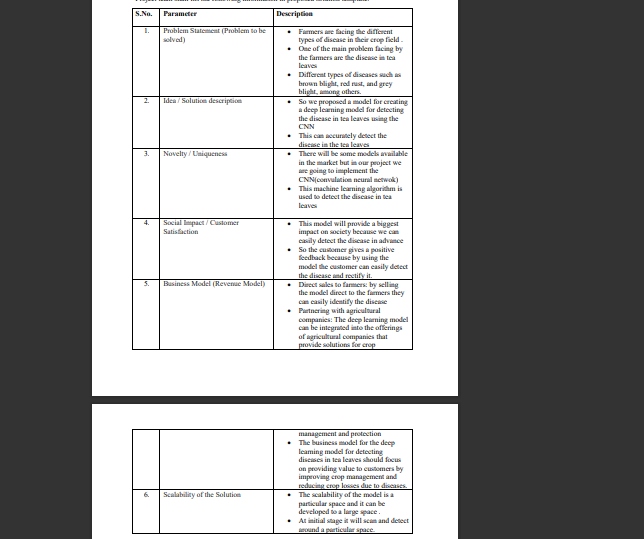 S.No. Parameter Description
1. Problem Statement (Problem to be
solved)
• Farmers are facing the different
types of disease in their crop field .
• One of the main problem facing by
the farmers are the disease in tea
leaves
• Different types of diseases such as
brown blight, red rust, and grey
blight, among others.
2. Idea / Solution description
• So we proposed a model for creating
a deep learning model for detecting
the disease in tea leaves using the
CNN
• This can accurately detect the
disease in the tea leaves
3. Novelty / Uniqueness
• There will be some models available
in the market but in our project we
are going to implement the
CNN(convulation neural netwok)
• This machine learning algorithm is
used to detect the disease in tea
leaves
4. Social Impact / Customer
Satisfaction
• This model will provide a biggest
impact on society because we can
easily detect the disease in advance
• So the customer gives a positive
feedback because by using the
model the customer can easily detect
the disease and rectify it.
5. Business Model (Revenue Model)
• Direct sales to farmers: by selling
the model direct to the farmers they
can easily identify the disease
• Partnering with agricultural
companies: The deep learning model
can be integrated into the offerings
of agricultural companies that
provide solutions for crop
management and protection
• The business model for the deep
learning model for detecting
diseases in tea leaves should focus
on providing value to customers by
improving crop management and
reducing crop losses due to diseases.
6. Scalability of the Solution
• The scalability of the model is a
particular space and it can be
developed to a large space .
• At initial stage it will scan and detect
around a particular space.